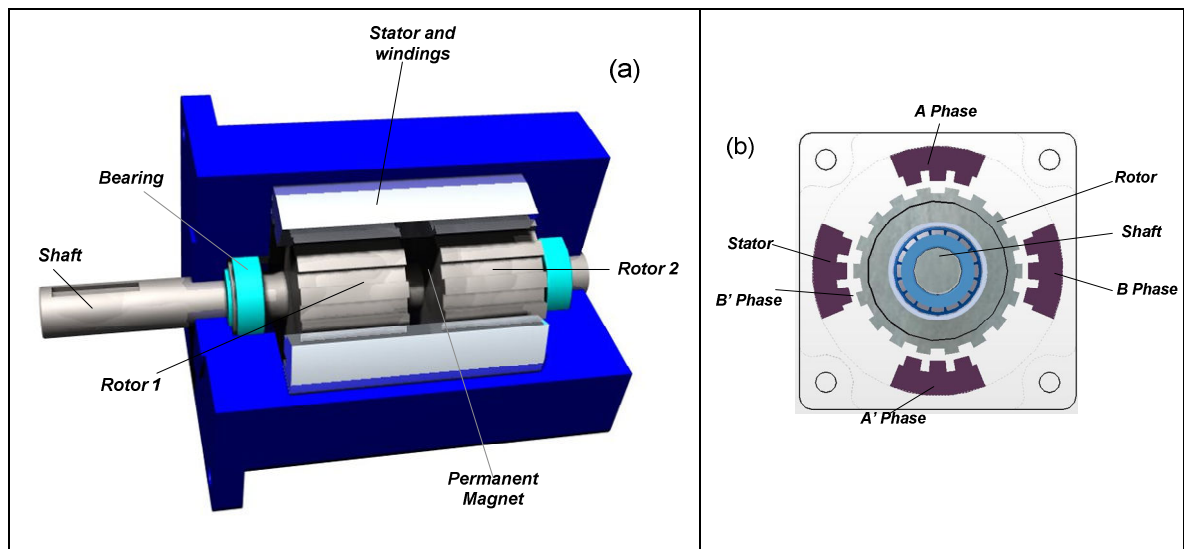 Stator and
windings
(a)
Bearing
Shaft
Rotor 2
Rotor 1
Permanent
Magnet
A Phase
(b)
Rotor
Shaft
Stator
B Phase
B' Phase
A' Phase